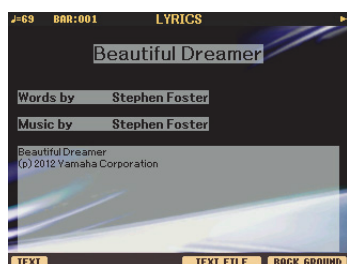 ♩=69 BAR:001 LYRICS
Beautiful Dreamer
Words by Stephen Foster
Music by Stephen Foster
Beautiful Dreamer
(p) 2012 Yamaha Corporation
TEXT TEXT FILE BACK GROUND